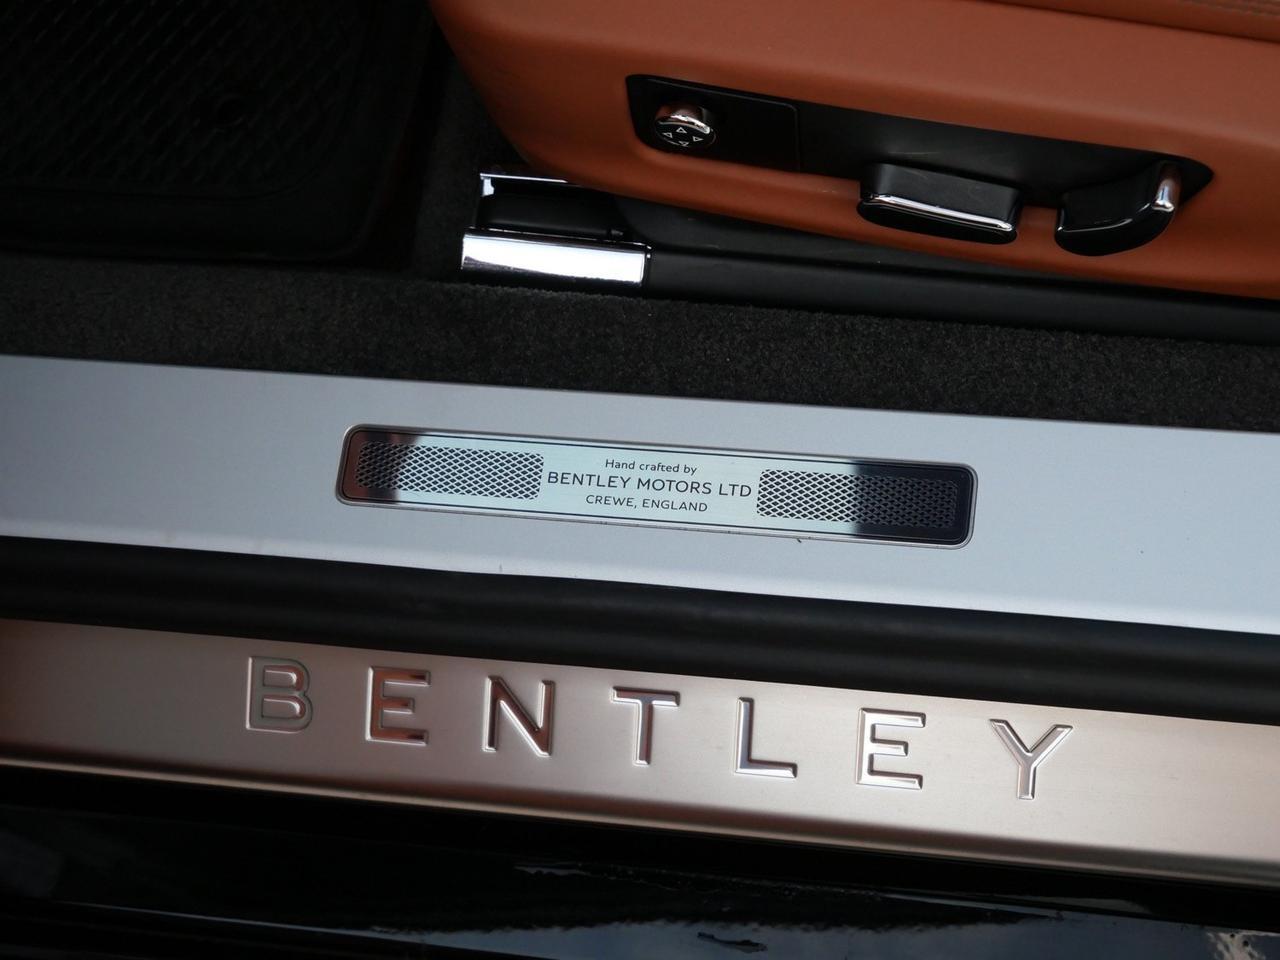 Hand crafted by
BENTLEY MOTORS LTD
CREWE, ENGLAND
BENTLEY